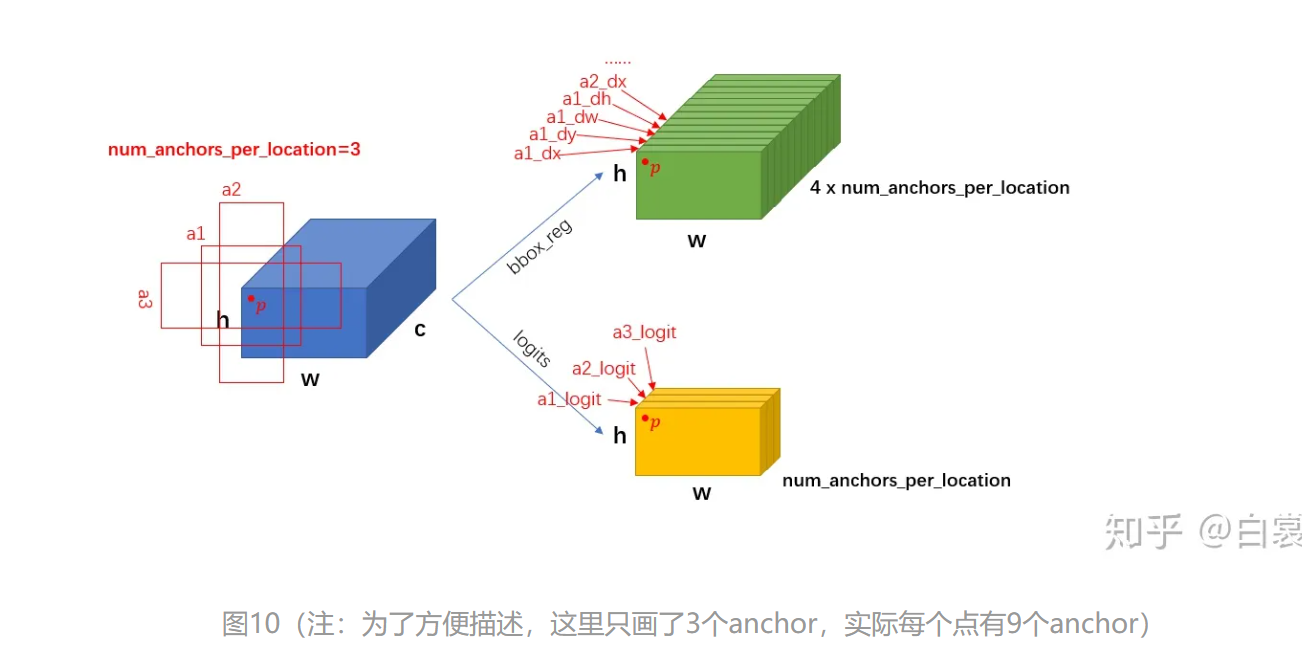 num_anchors_per_location=3
a2
a1
a3
p
h
w
c
bbox_reg
logits
……
a2_dx
a1_dh
a1_dw
a1_dy
a1_dx
h
p
4 x num_anchors_per_location
w
a3_logit
a2_logit
a1_logit
h
p
num_anchors_per_location
w
知乎 @白裳
图10（注：为了方便描述，这里只画了3个anchor，实际每个点有9个anchor）